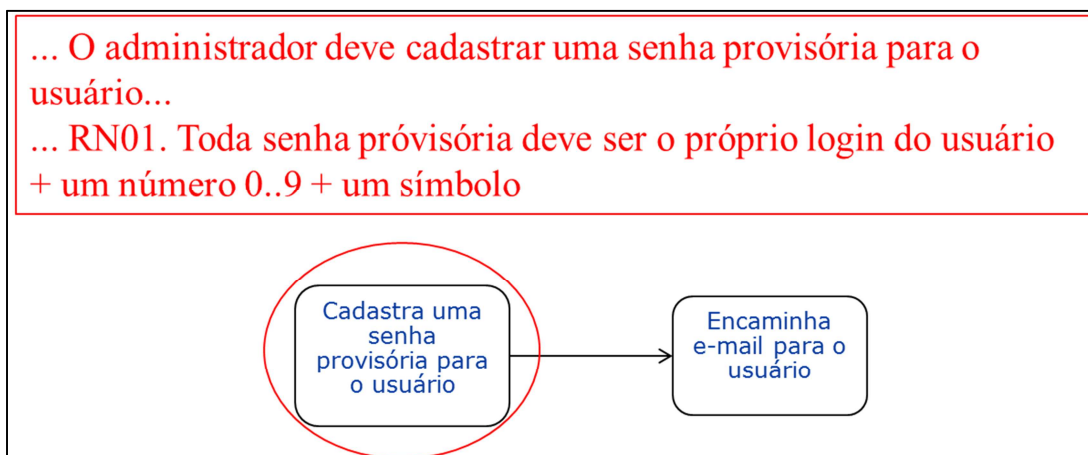 ... O administrador deve cadastrar uma senha provisória para o
usuário...
... RN01. Toda senha próvisória deve ser o próprio login do usuário
+ um número 0..9 + um símbolo
Cadastra uma
senha
provisória para
o usuário
Encaminha
e-mail para o
usuário